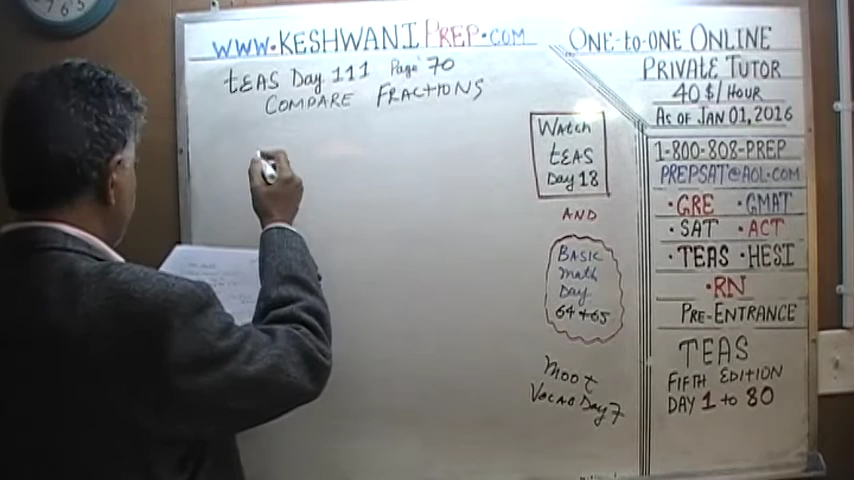 WWW.KESHWANIPREP.COM
TEAS Day 111 Page 70
COMPARE FRACTIONS
Watch
TEAS
Day 18
AND
BASIC
Math
Day
64+65
MOOT
VOCAB DAY 7
ONE-to-ONE ONLINE
PRIVATE TUTOR
40$/HOUR
AS OF JAN 01, 2016
1-800-808-PREP
PREPSAT@AOL.COM
•GRE •GMAT
•SAT •ACT
•TEAS •HESI
•RN
PRE-ENTRANCE
TEAS
FIFTH EDITION
DAY 1 to 80